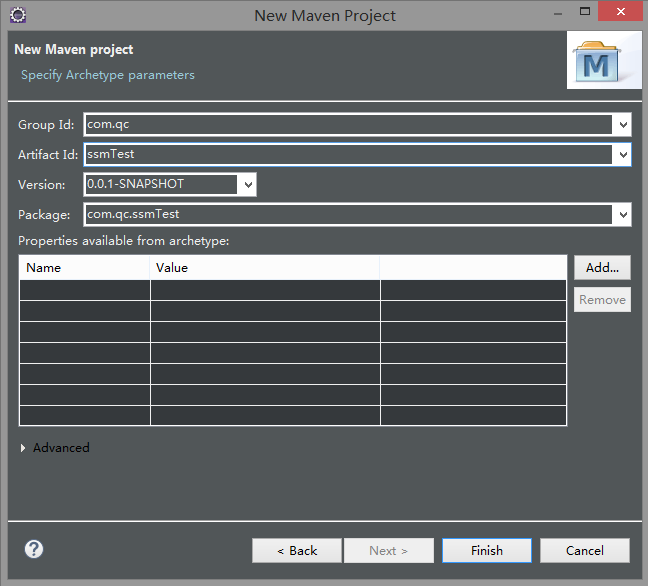 New Maven Project
New Maven project
Specify Archetype parameters
M
Group Id: com.qc
Artifact Id: ssmTest
Version: 0.0.1-SNAPSHOT
Package: com.qc.ssmTest
Properties available from archetype:
Name Value
Add...
Remove
Advanced
? < Back Next > Finish Cancel